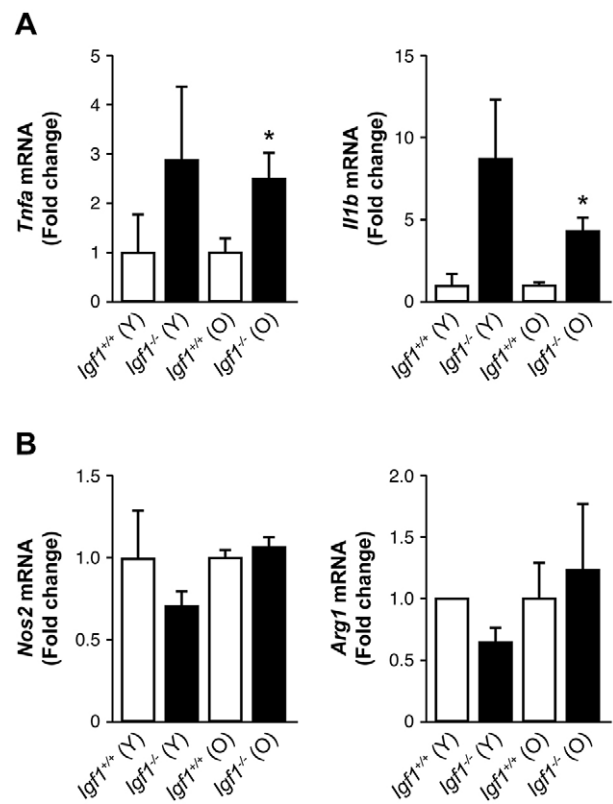 A
Tnfa mRNA
(Fold change)
5
4
3
2
1
0
*
Igf1+/+ (Y)
Igf1-/- (Y)
Igf1+/+ (O)
Igf1-/- (O)
Il1b mRNA
(Fold change)
15
10
5
0
*
Igf1+/+ (Y)
Igf1-/- (Y)
Igf1+/+ (O)
Igf1-/- (O)
B
Nos2 mRNA
(Fold change)
1.5
1.0
0.5
0
Igf1+/+ (Y)
Igf1-/- (Y)
Igf1+/+ (O)
Igf1-/- (O)
Arg1 mRNA
(Fold change)
2.0
1.5
1.0
0.5
0
Igf1+/+ (Y)
Igf1-/- (Y)
Igf1+/+ (O)
Igf1-/- (O)